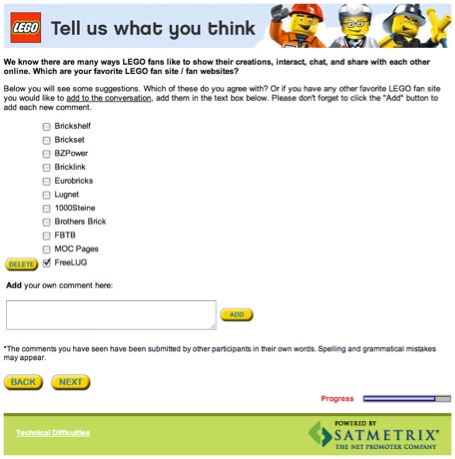 LEGO Tell us what you think
We know there are many ways LEGO fans like to show their creations, interact, chat, and share with each other
online. Which are your favorite LEGO fan site / fan websites?
Below you will see some suggestions. Which of these do you agree with? Or if you have any other favorite LEGO fan site
you would like to add to the conversation, add them in the text box below. Please don't forget to click the "Add" button to
add each new comment.
Brickshelf
Brickset
BZPower
Bricklink
Eurobricks
Lugnet
1000Steine
Brothers Brick
FBTB
MOC Pages
DELETE FreeLUG
Add your own comment here:
ADD
*The comments you have seen have been submitted by other participants in their own words. Spelling and grammatical mistakes
may appear.
BACK NEXT
Progress
Technical Difficulties
POWERED BY
SATMETRIX®
THE NET PROMOTER COMPANY